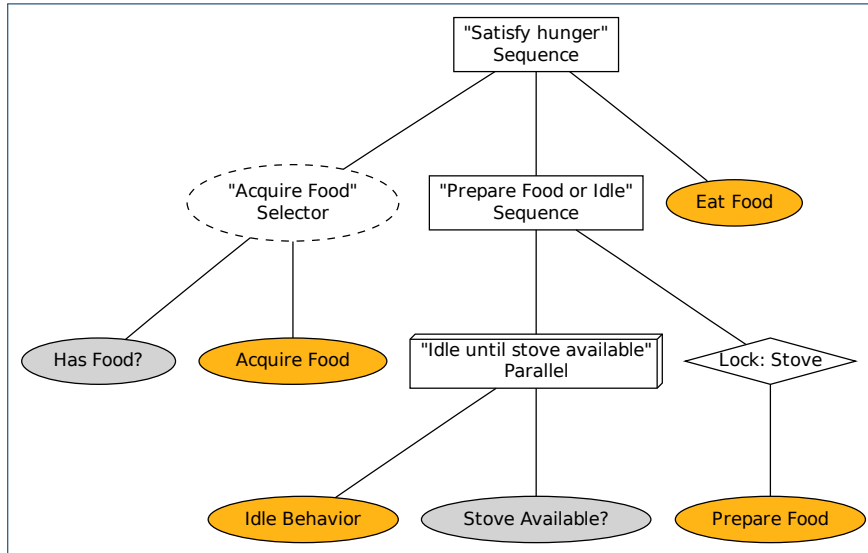 "Satisfy hunger"
Sequence
"Acquire Food"
Selector
"Prepare Food or Idle"
Sequence
Eat Food
Has Food?
Acquire Food
"Idle until stove available"
Parallel
Lock: Stove
Idle Behavior
Stove Available?
Prepare Food